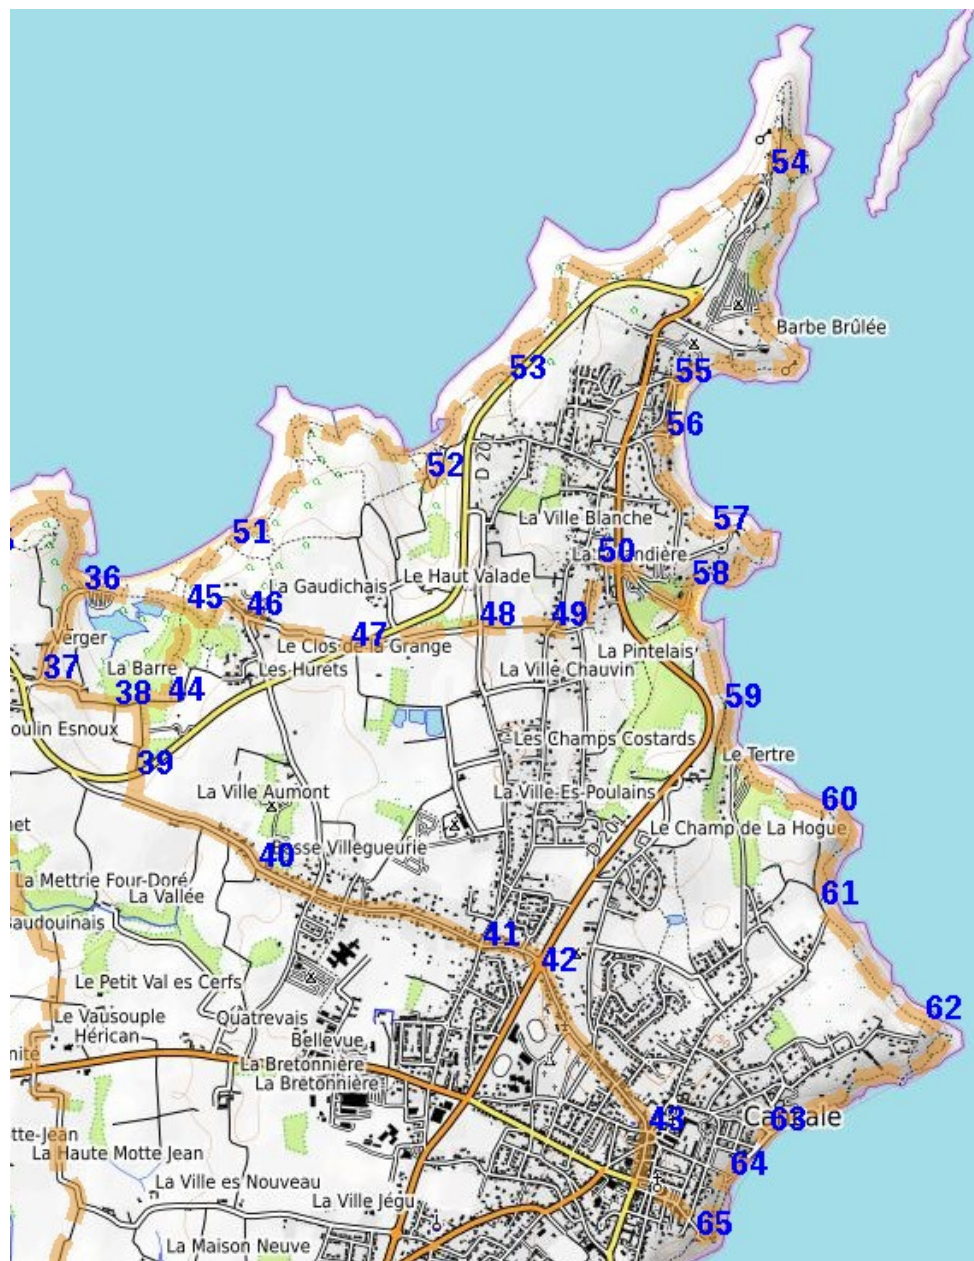 54
Barbe Brûlée
53
55
56
52
D 201
La Ville Blanche
57
51
50
58
36
La Gaudichais
Le Haut Valade
45
46
48
49
47
Verger
Le Clos de la Grange
La Pintelais
37
La Barre
Les Hurets
La Ville Chauvin
38
44
59
oulin Esnoux
Les Champs Costards
39
Le Tertre
La Ville Aumont
La Ville Es Poulains
60
Le Champ de La Hogue
40
Basse Villegueurie
La Mettrie Four-Doré
La Vallée
61
Baudouinais
41
42
Le Petit Val es Cerfs
62
Le Vausouple
Hérican
Quatrevais
Bellevue
La Bretonnière
La Bretonnière
43
Cancale
63
tte-Jean
La Haute Motte Jean
64
La Ville es Nouveau
La Ville Jégu
65
La Maison Neuve